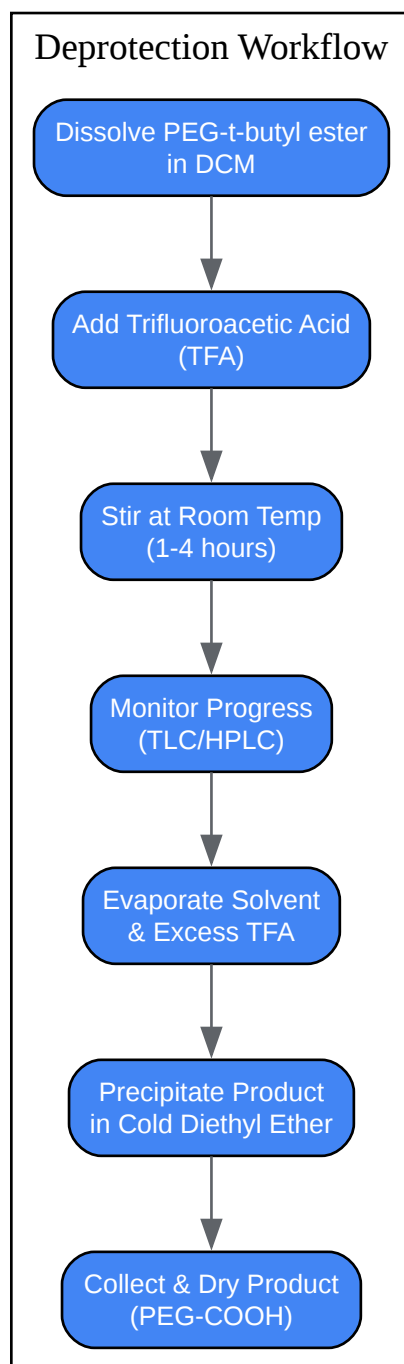 Deprotection Workflow
Dissolve PEG-t-butyl ester
in DCM
Add Trifluoroacetic Acid
(TFA)
Stir at Room Temp
(1-4 hours)
Monitor Progress
(TLC/HPLC)
Evaporate Solvent
& Excess TFA
Precipitate Product
in Cold Diethyl Ether
Collect & Dry Product
(PEG-COOH)